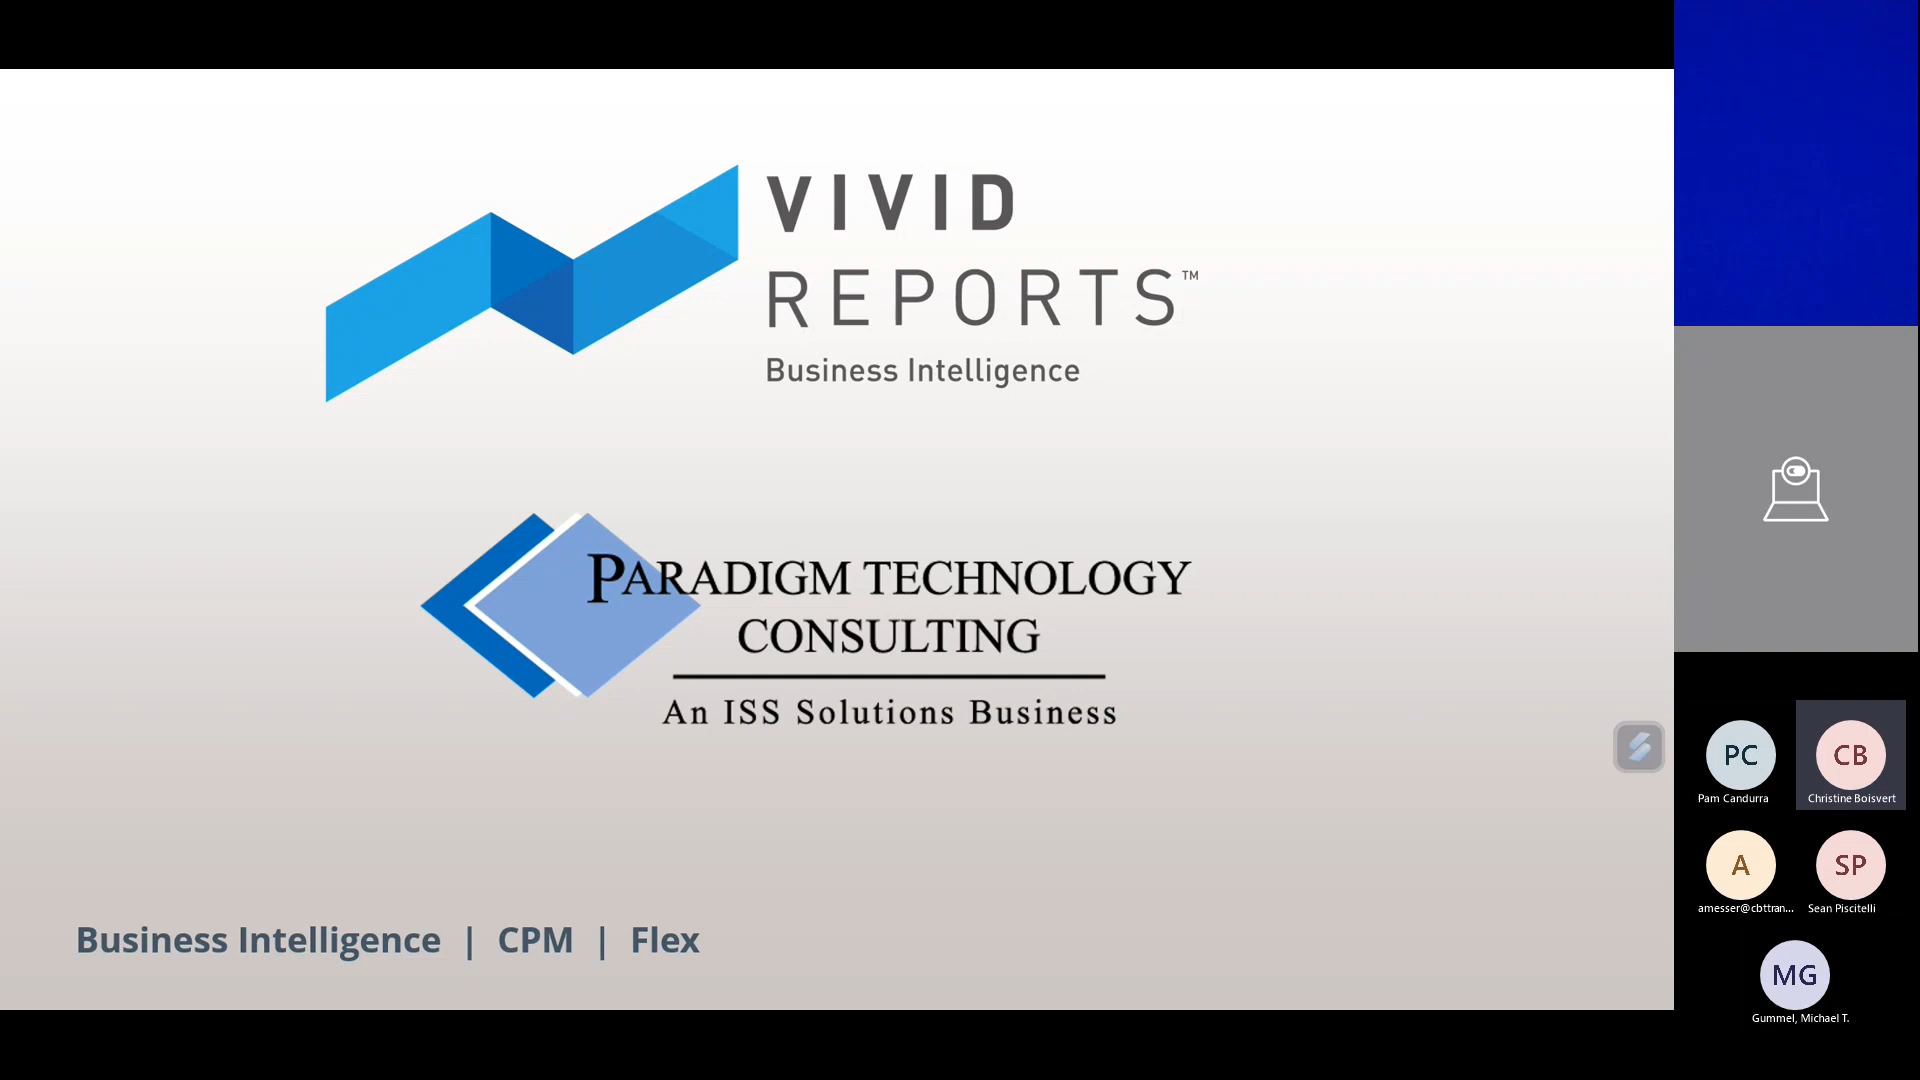 VIVID
REPORTS™
Business Intelligence
PARADIGM TECHNOLOGY
CONSULTING
An ISS Solutions Business
Business Intelligence | CPM | Flex
PC
Pam Candurra
CB
Christine Boisvert
A
amesser@cbttran...
SP
Sean Piscitelli
MG
Gummel, Michael T.